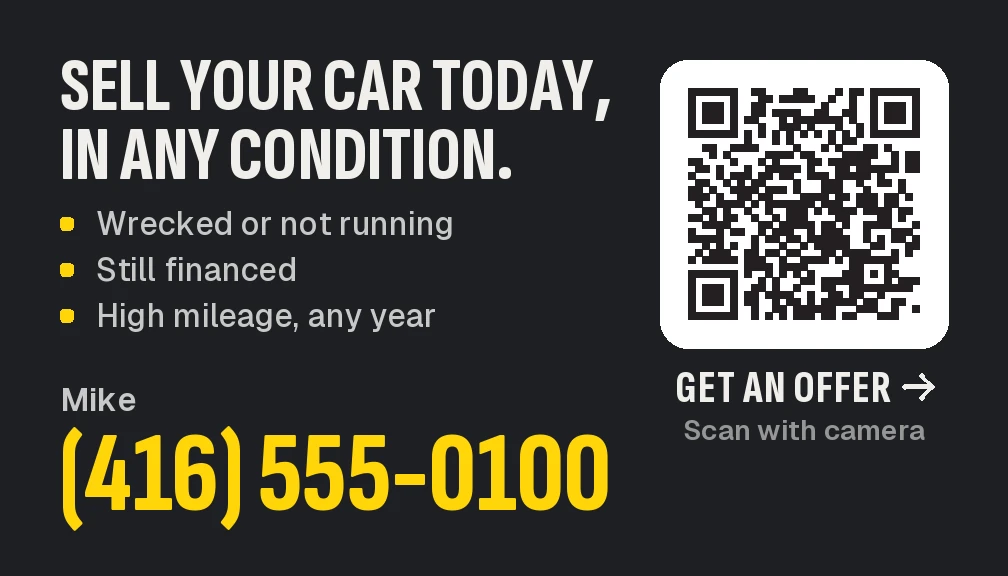 SELL YOUR CAR TODAY,
IN ANY CONDITION.
Wrecked or not running
Still financed
High mileage, any year
Mike
(416) 555-0100
GET AN OFFER →
Scan with camera